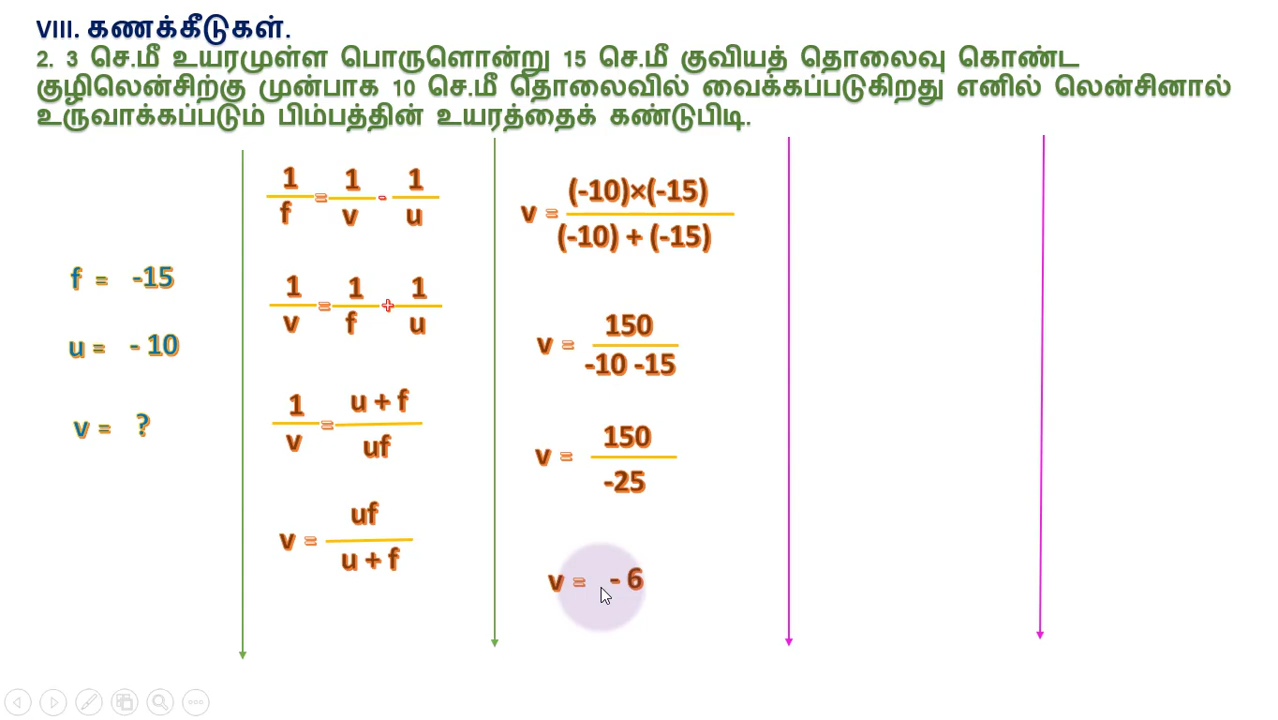 VIII. கணக்கீடுகள்.
2. 3 செ.மீ உயரமுள்ள பொருளொன்று 15 செ.மீ குவியத் தொலைவு கொண்ட
குழிலென்சிற்கு முன்பாக 10 செ.மீ தொலைவில் வைக்கப்படுகிறது எனில் லென்சினால்
உருவாக்கப்படும் பிம்பத்தின் உயரத்தைக் கண்டுபிடி.
f = -15
u = - 10
v = ?
1/f = 1/v - 1/u
1/v = 1/f + 1/u
1/v = u + f/uf
v = uf/u + f
v = (-10)×(-15)/(-10) + (-15)
v = 150/-10 -15
v = 150/-25
v = - 6